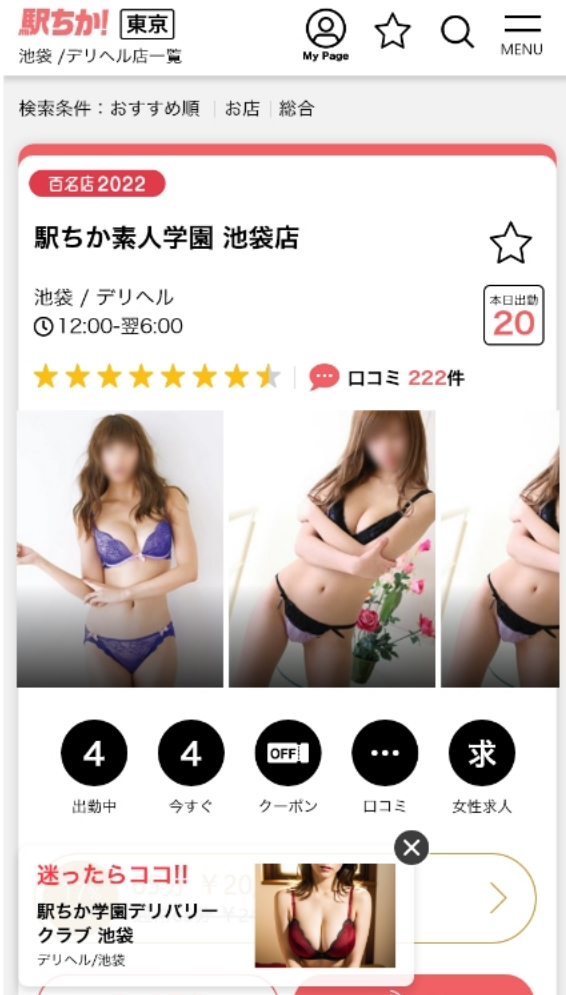 駅ちか! 東京
池袋 /デリヘル店一覧
My Page
MENU
検索条件：おすすめ順 | お店 | 総合
百名店2022
駅ちか素人学園 池袋店
池袋 / デリヘル
12:00-翌6:00
本日出勤
20
口コミ 222件
4
出勤中
4
今すぐ
OFF
クーポン
口コミ
求
女性求人
迷ったらココ!!
駅ちか学園デリバリー
クラブ 池袋
デリヘル/池袋